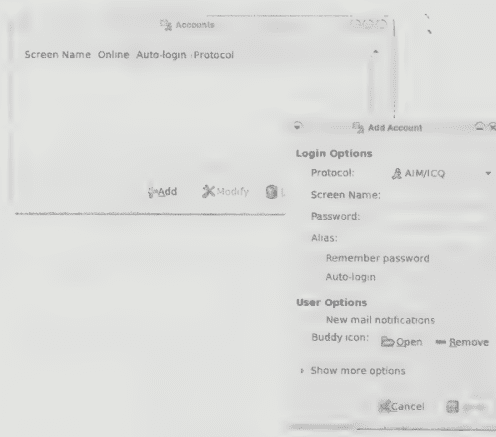 Accounts
Screen Name Online Auto-login Protocol
Add Modify
Add Account
Login Options
Protocol: AIM/ICQ
Screen Name:
Password:
Alias:
Remember password
Auto-login
User Options
New mail notifications
Buddy icon: Open Remove
Show more options
Cancel